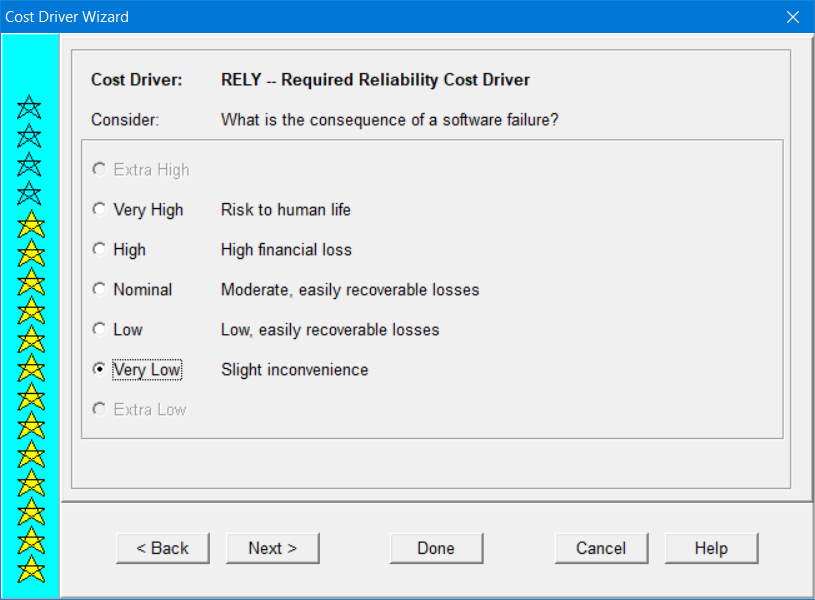 Cost Driver Wizard
Cost Driver: RELY -- Required Reliability Cost Driver
Consider: What is the consequence of a software failure?
Extra High
Very High Risk to human life
High High financial loss
Nominal Moderate, easily recoverable losses
Low Low, easily recoverable losses
Very Low Slight inconvenience
Extra Low
< Back Next > Done Cancel Help